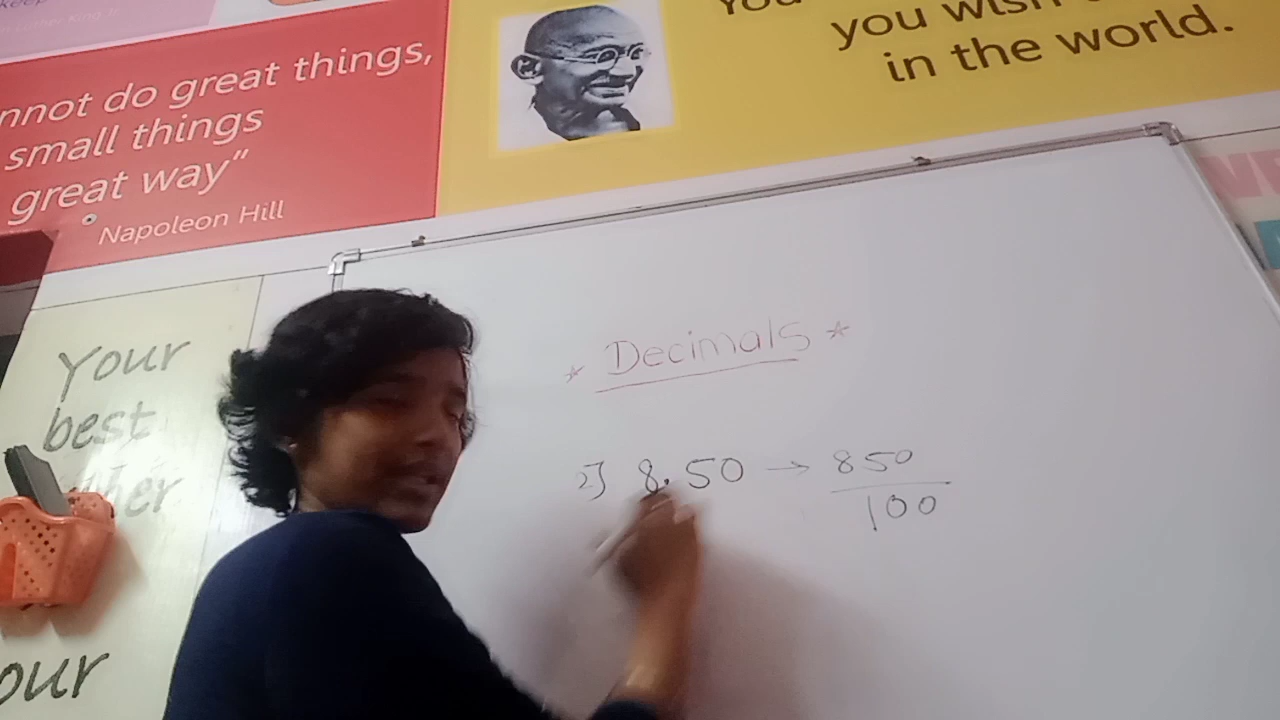 keep
nnot do great things,
small things
great way”
Napoleon Hill
you wish
in the world.
Your
best
our
* Decimals *
2) 8.50 → 850
100